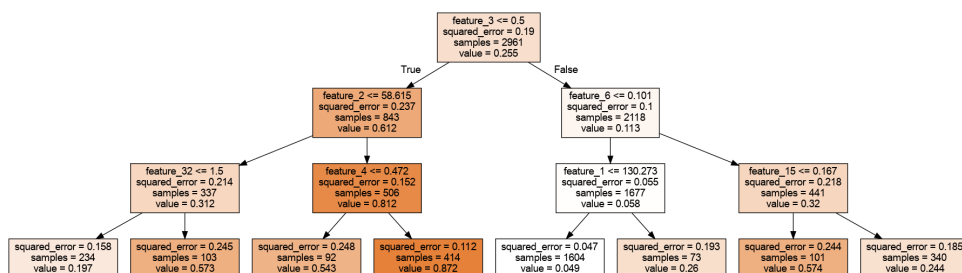 feature_3 <= 0.5
squared_error = 0.19
samples = 2961
value = 0.255
True
False
feature_2 <= 58.615
squared_error = 0.237
samples = 843
value = 0.612
feature_6 <= 0.101
squared_error = 0.1
samples = 2118
value = 0.113
feature_32 <= 1.5
squared_error = 0.214
samples = 337
value = 0.312
feature_4 <= 0.472
squared_error = 0.152
samples = 506
value = 0.812
feature_1 <= 130.273
squared_error = 0.055
samples = 1677
value = 0.058
feature_15 <= 0.167
squared_error = 0.218
samples = 441
value = 0.32
squared_error = 0.158
samples = 234
value = 0.197
squared_error = 0.245
samples = 103
value = 0.573
squared_error = 0.248
samples = 92
value = 0.543
squared_error = 0.112
samples = 414
value = 0.872
squared_error = 0.047
samples = 1604
value = 0.049
squared_error = 0.193
samples = 73
value = 0.26
squared_error = 0.244
samples = 101
value = 0.574
squared_error = 0.185
samples = 340
value = 0.244